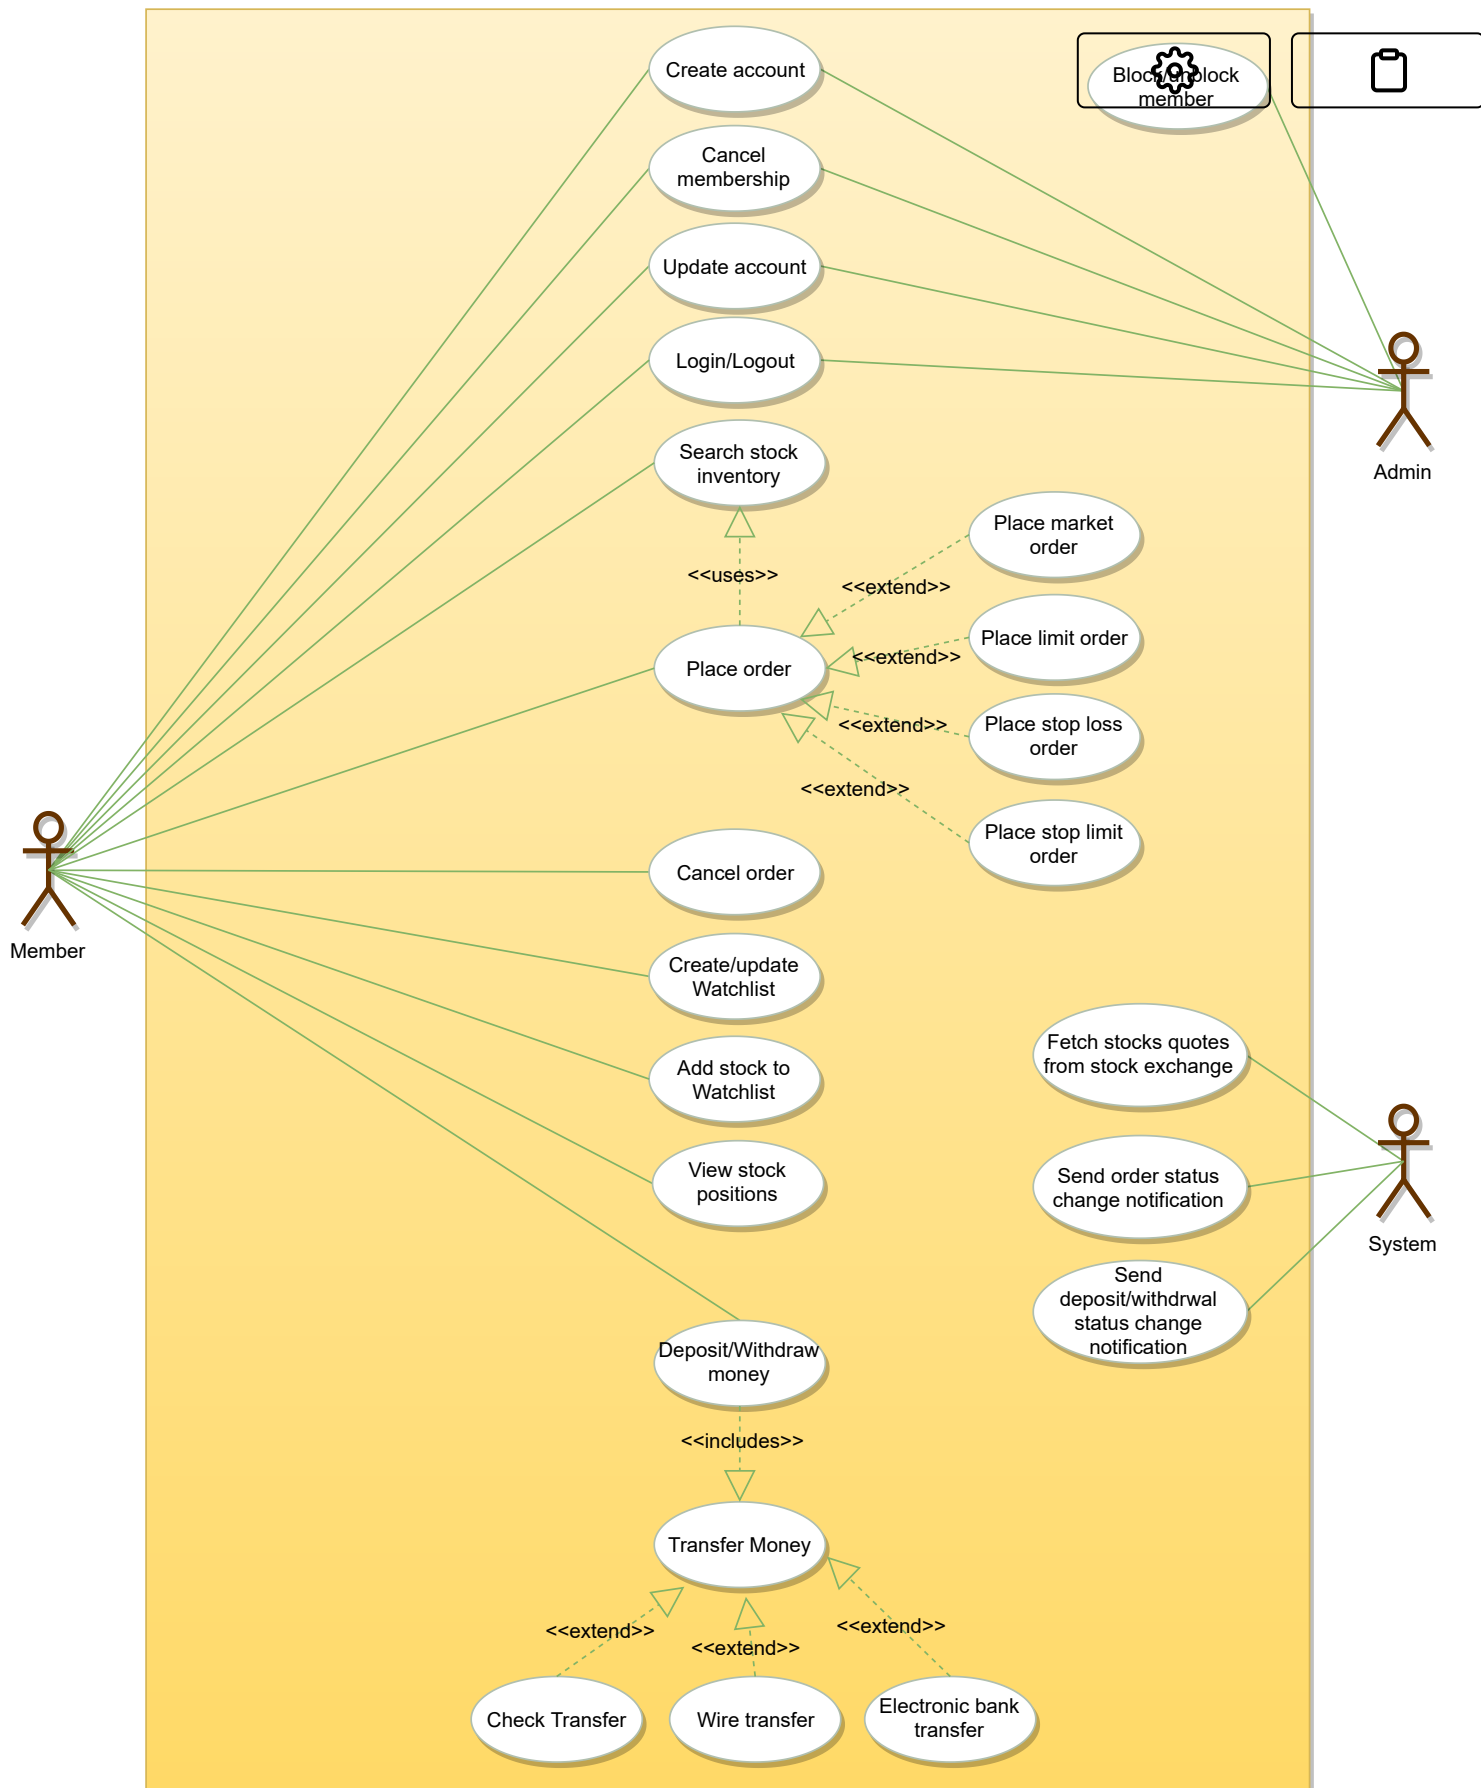 Create account
Block/unblock
member
Cancel
membership
Update account
Login/Logout
Search stock
inventory
Admin
Place market
order
<<uses>>
<<extend>>
Place limit order
<<extend>>
Place order
Place stop loss
order
<<extend>>
<<extend>>
Place stop limit
order
Cancel order
Member
Create/update
Watchlist
Fetch stocks quotes
from stock exchange
Add stock to
Watchlist
View stock
positions
Send order status
change notification
System
Send
deposit/withdrwal
status change
notification
Deposit/Withdraw
money
<<includes>>
Transfer Money
<<extend>>
<<extend>>
<<extend>>
Check Transfer
Wire transfer
Electronic bank
transfer